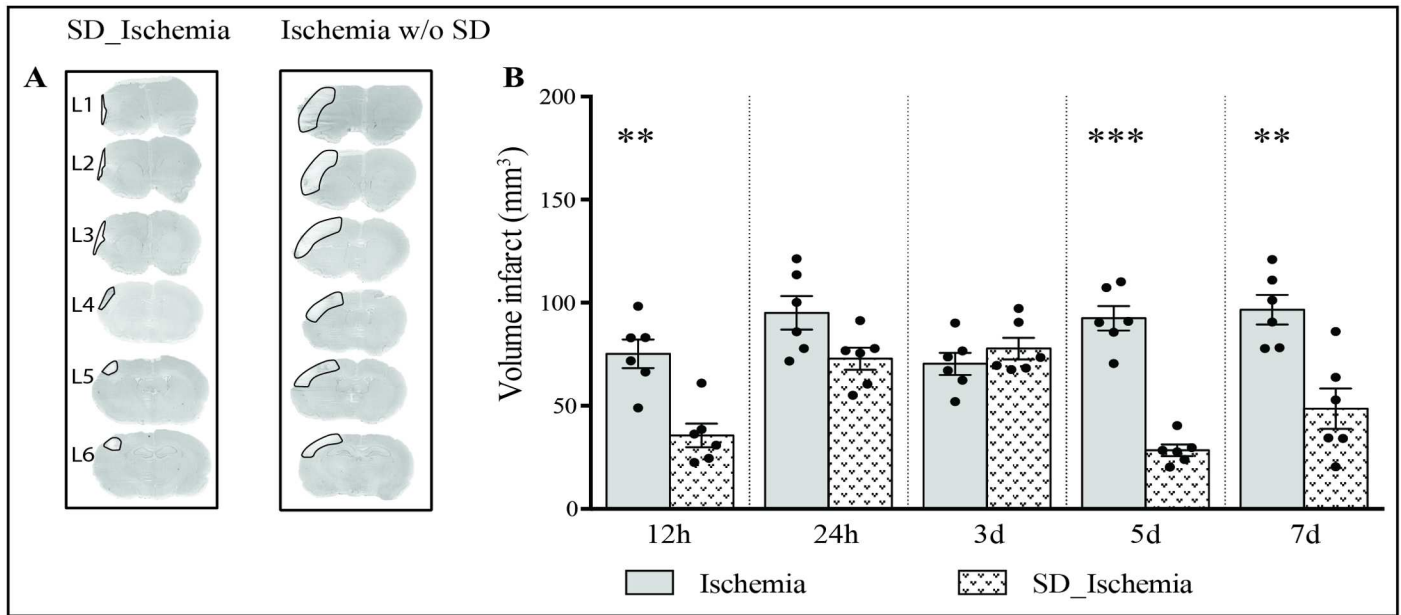 SD_Ischemia Ischemia w/o SD
A
L1
L2
L3
L4
L5
L6
B
Volume infarct (mm³)
200
150
100
50
0
** *** **
12h 24h 3d 5d 7d
Ischemia SD_Ischemia